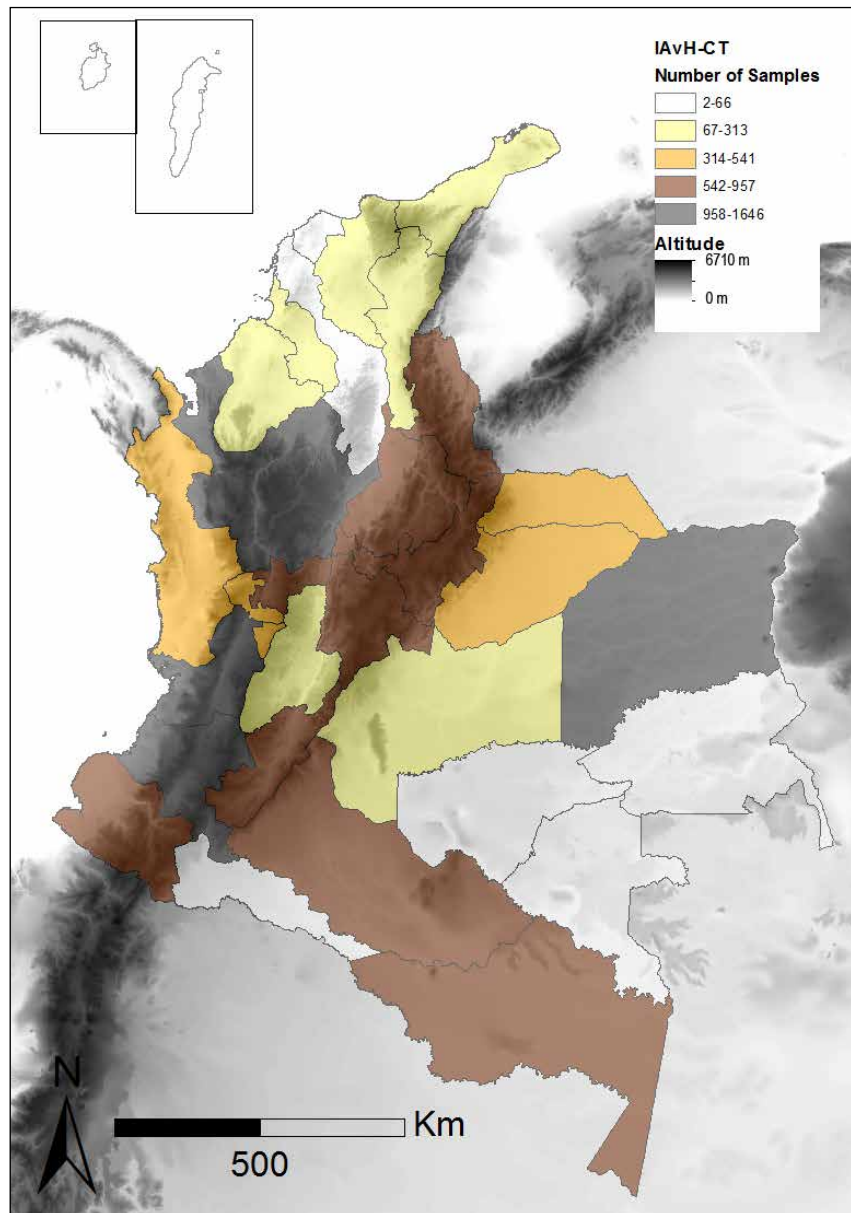 IAvH-CT
Number of Samples
2-66
67-313
314-541
542-957
958-1646
Altitude
6710 m
0 m
N
Km
500